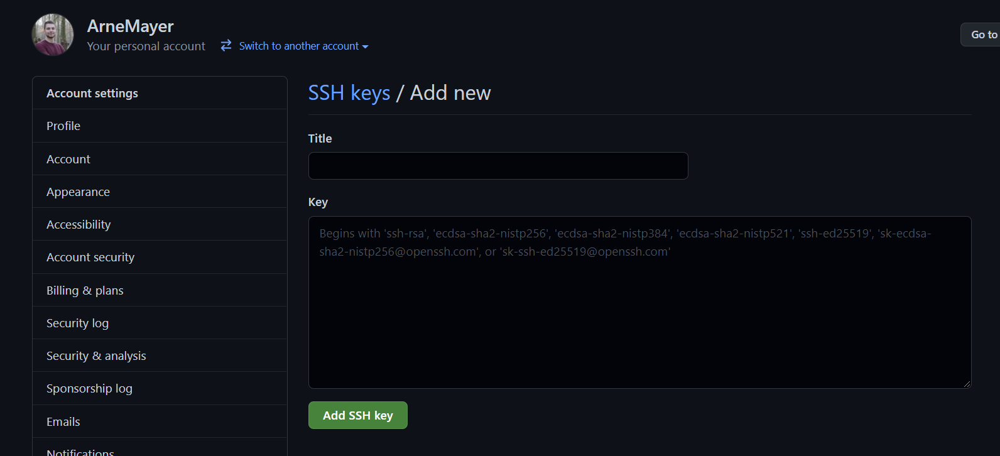 ArneMayer
Your personal account
Switch to another account
Go to
Account settings
Profile
Account
Appearance
Accessibility
Account security
Billing & plans
Security log
Security & analysis
Sponsorship log
Emails
Notifications
SSH keys / Add new
Title
Key
Begins with 'ssh-rsa', 'ecdsa-sha2-nistp256', 'ecdsa-sha2-nistp384', 'ecdsa-sha2-nistp521', 'ssh-ed25519', 'sk-ecdsa-
sha2-nistp256@openssh.com', or 'sk-ssh-ed25519@openssh.com'
Add SSH key